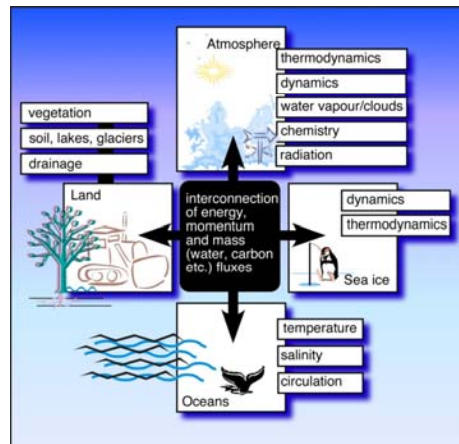 Atmosphere
thermodynamics
dynamics
water vapour/clouds
chemistry
radiation
vegetation
soil, lakes, glaciers
drainage
Land
interconnection
of energy,
momentum
and mass
(water, carbon
etc.) fluxes
dynamics
thermodynamics
Sea ice
temperature
salinity
circulation
Oceans